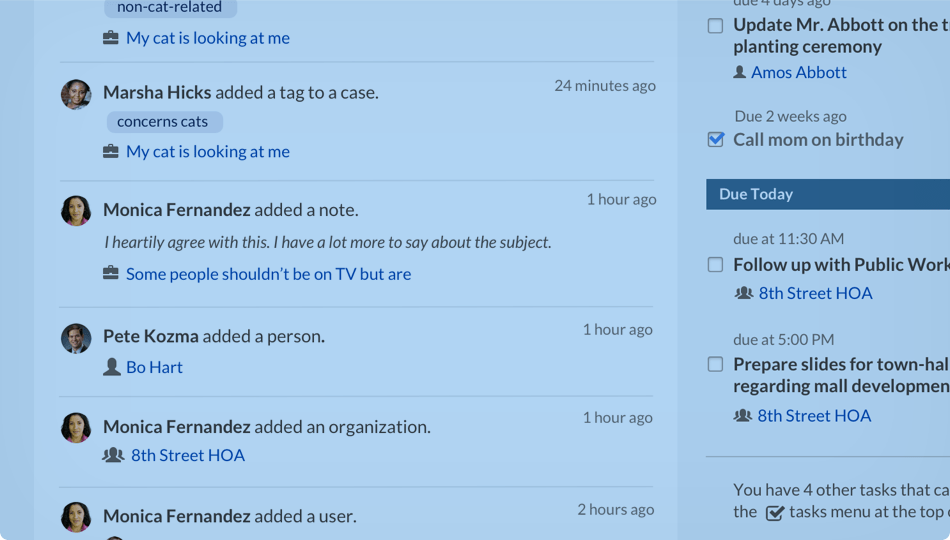 non-cat-related
My cat is looking at me
Marsha Hicks added a tag to a case.
24 minutes ago
concerns cats
My cat is looking at me
Monica Fernandez added a note.
1 hour ago
I heartily agree with this. I have a lot more to say about the subject.
Some people shouldn't be on TV but are
Pete Kozma added a person.
1 hour ago
Bo Hart
Monica Fernandez added an organization.
1 hour ago
8th Street HOA
Monica Fernandez added a user.
2 hours ago
due 4 days ago
Update Mr. Abbott on the t
planting ceremony
Amos Abbott
Due 2 weeks ago
Call mom on birthday
Due Today
due at 11:30 AM
Follow up with Public Work
8th Street HOA
due at 5:00 PM
Prepare slides for town-hal
regarding mall developmen
8th Street HOA
You have 4 other tasks that ca
the tasks menu at the top